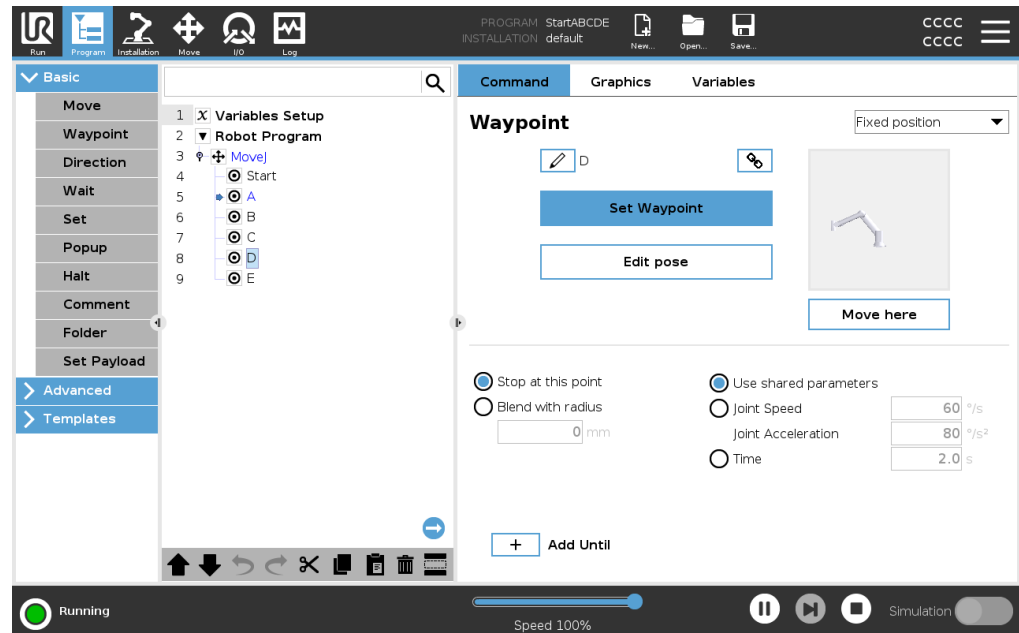 PROGRAM StartABCDE
INSTALLATION default
CCCC
CCCC
Run Program Installation Move I/O Log New... Open... Save...
Basic
Move
Waypoint
Direction
Wait
Set
Popup
Halt
Comment
Folder
Set Payload
Advanced
Templates
1 X Variables Setup
2 Robot Program
3 MoveJ
4 Start
5 A
6 B
7 C
8 D
9 E
Command Graphics Variables
Waypoint
Fixed position
D
Set Waypoint
Edit pose
Move here
Stop at this point
Blend with radius
0 mm
Use shared parameters
Joint Speed 60 °/s
Joint Acceleration 80 °/s²
Time 2.0 s
+ Add Until
Running
Speed 100%
Simulation